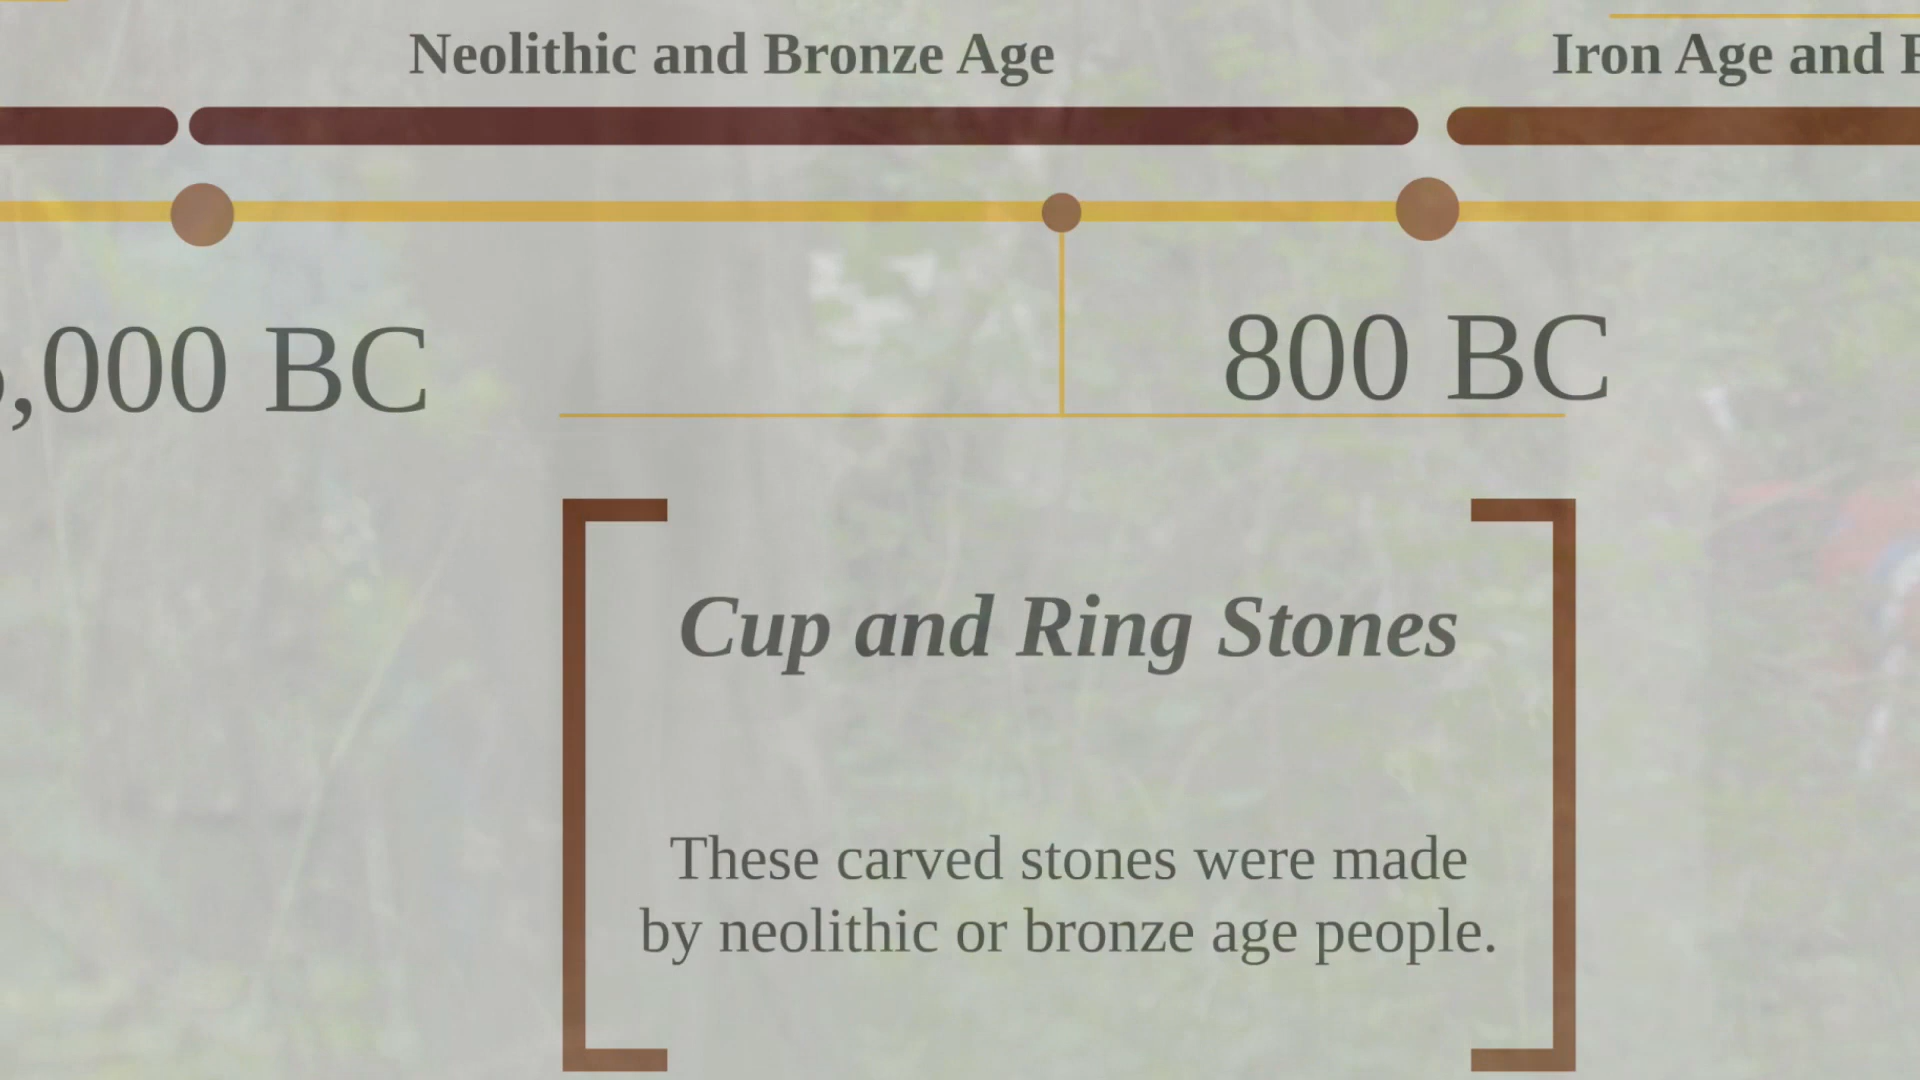 Neolithic and Bronze Age
Iron Age and
,000 BC
800 BC
Cup and Ring Stones
These carved stones were made
by neolithic or bronze age people.